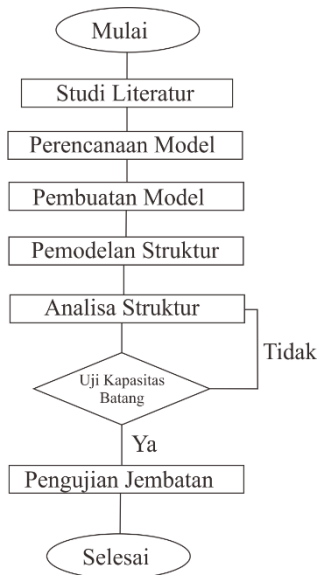 Mulai
Studi Literatur
Perencanaan Model
Pembuatan Model
Pemodelan Struktur
Analisa Struktur
Tidak
Uji Kapasitas
Batang
Ya
Pengujian Jembatan
Selesai